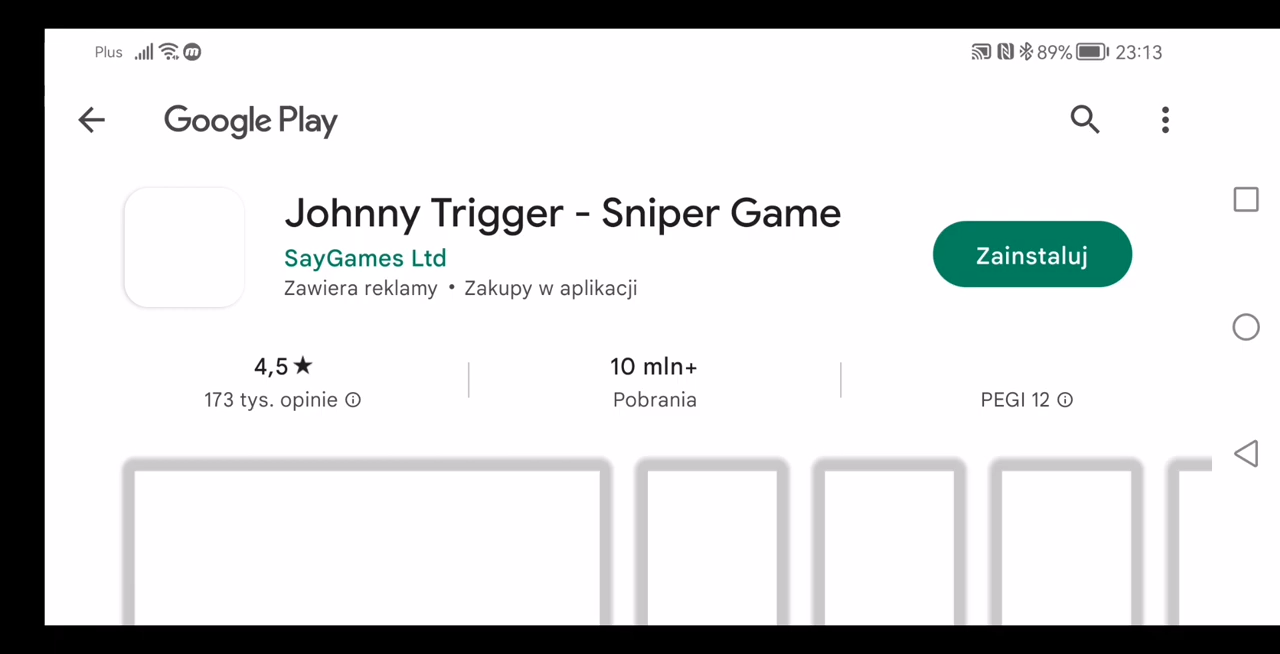 Plus 89% 23:13
Google Play
Johnny Trigger - Sniper Game
SayGames Ltd
Zawiera reklamy • Zakupy w aplikacji
Zainstaluj
4,5★
173 tys. opinie
10 mln+
Pobrania
PEGI 12